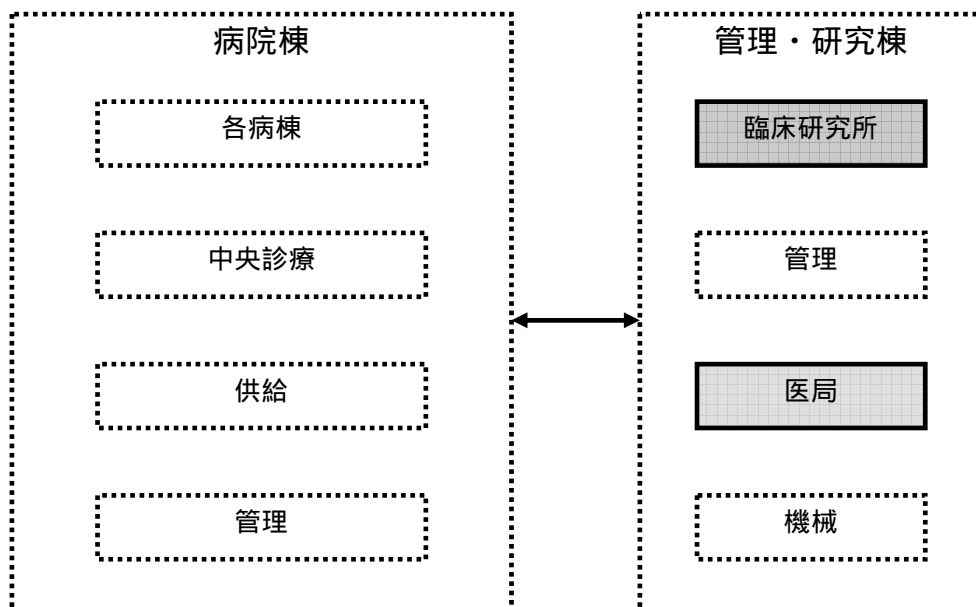 病院棟
各病棟
中央診療
供給
管理
管理・研究棟
臨床研究所
管理
医局
機械